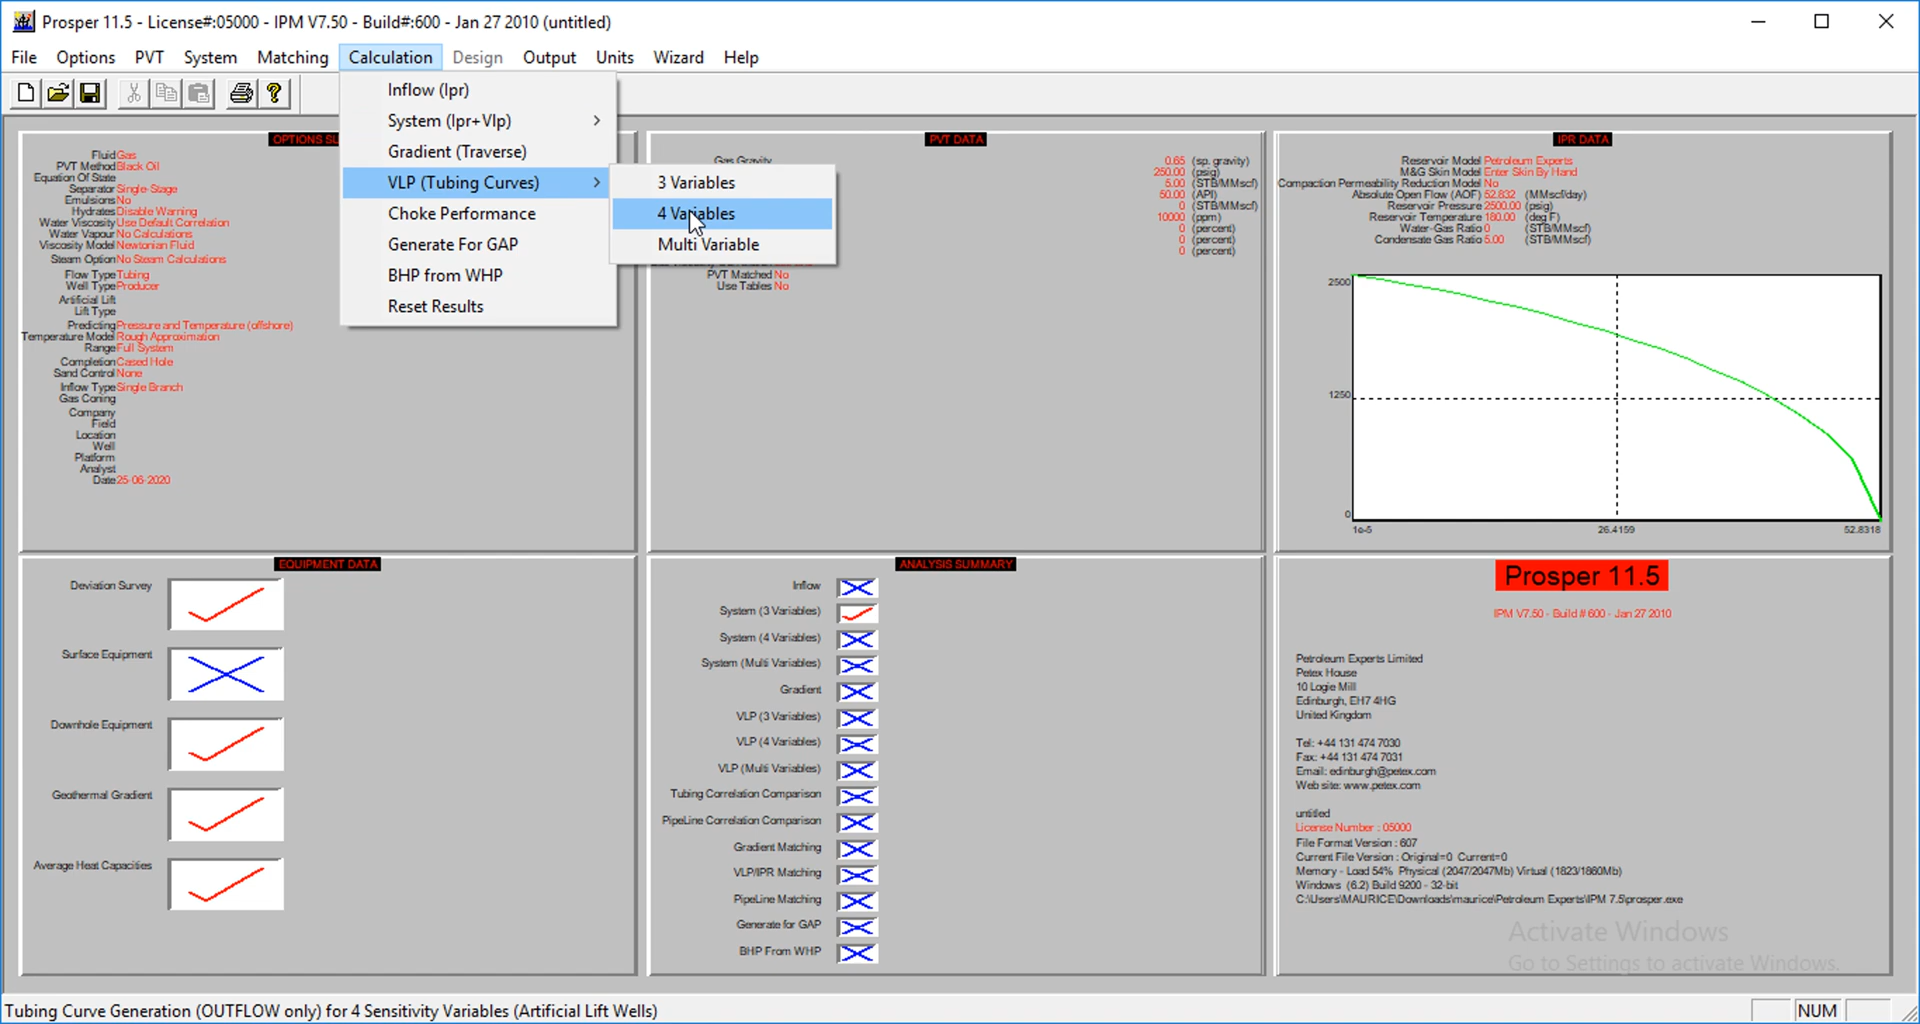 Prosper 11.5 - License#:05000 - IPM V7.50 - Build#:600 - Jan 27 2010 (untitled)
File Options PVT System Matching Calculation Design Output Units Wizard Help
Inflow (Ipr)
System (Ipr+Vlp)
Gradient (Traverse)
VLP (Tubing Curves)
Choke Performance
Generate For GAP
BHP from WHP
Reset Results
3 Variables
4 Variables
Multi Variable
OPTIONS SU
Fluid Gas
PVT Method Black Oil
Equation Of State
Separator Single-Stage
Emulsions No
Hydrates Disable Warning
Water Viscosity Use Default Correlation
Water Vapour No Calculations
Viscosity Model Newtonian Fluid
Steam Option No Steam Calculations
Flow Type Tubing
Well Type Producer
Artificial Lift
Lift Type
Predicting Pressure and Temperature (offshore)
Temperature Model Rough Approximation
Range Full System
Completion Cased Hole
Sand Control None
Inflow Type Single Branch
Gas Coning
Company
Field
Location
Well
Platform
Analyst
Date 25-06-2020
PVT DATA
Gas Gravity 0.65 (sp. gravity)
250.00 (psig)
5.00 (STB/MMscf)
50.00 (API)
0 (STB/MMscf)
10000 (ppm)
0 (percent)
0 (percent)
0 (percent)
PVT Matched No
Use Tables No
IPR DATA
Reservoir Model Petroleum Experts
M&G Skin Model Enter Skin By Hand
Compaction Permeability Reduction Model No
Absolute Open Flow (AOF) 52.832 (MMscf/day)
Reservoir Pressure 2500.00 (psig)
Reservoir Temperature 180.00 (deg F)
Water-Gas Ratio 0 (STB/MMscf)
Condensate Gas Ratio 5.00 (STB/MMscf)
2500
1250
0
1e-5 26.4159 52.8318
EQUIPMENT DATA
Deviation Survey
Surface Equipment
Downhole Equipment
Geothermal Gradient
Average Heat Capacities
ANALYSIS SUMMARY
Inflow
System (3 Variables)
System (4 Variables)
System (Multi Variables)
Gradient
VLP (3 Variables)
VLP (4 Variables)
VLP (Multi Variables)
Tubing Correlation Comparison
PipeLine Correlation Comparison
Gradient Matching
VLP/IPR Matching
PipeLine Matching
Generate for GAP
BHP From WHP
Prosper 11.5
IPM V7.50 - Build # 600 - Jan 27 2010
Petroleum Experts Limited
Petex House
10 Logie Mill
Edinburgh, EH7 4HG
United Kingdom
Tel: +44 131 474 7030
Fax: +44 131 474 7031
Email: edinburgh@petex.com
Web site: www.petex.com
untitled
License Number : 05000
File Format Version : 607
Current File Version : Original=0 Current=0
Memory - Load 54% Physical (2047/2047Mb) Virtual (1823/1860Mb)
Windows (6.2) Build 9200 - 32-bit
C:\Users\MAURICE\Downloads\maurice\Petroleum Experts\IPM 7.5\prosper.exe
Activate Windows
Go to Settings to activate Windows.
Tubing Curve Generation (OUTFLOW only) for 4 Sensitivity Variables (Artificial Lift Wells)
NUM